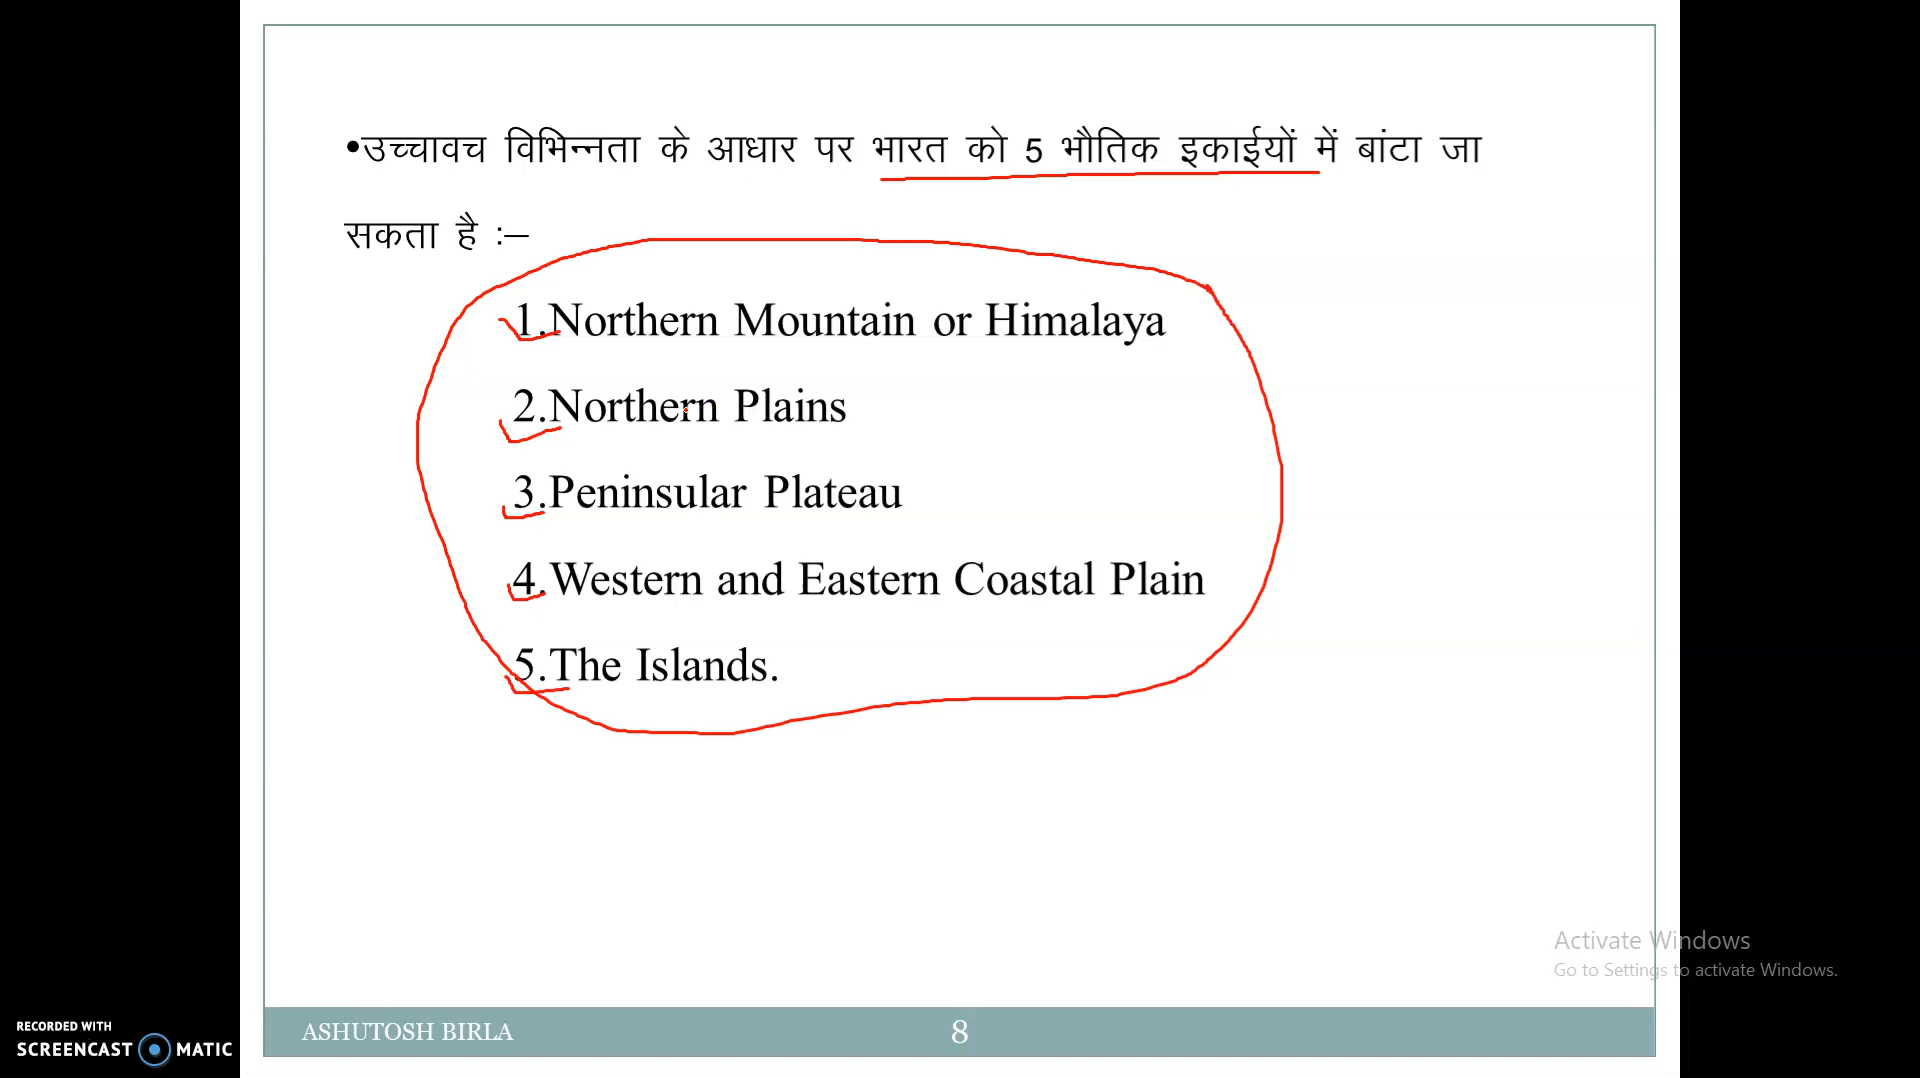 •उच्चावच विभिन्नता के आधार पर भारत को 5 भौतिक इकाईयों में बांटा जा
सकता है :–
1.Northern Mountain or Himalaya
2.Northern Plains
3.Peninsular Plateau
4.Western and Eastern Coastal Plain
5.The Islands.
Activate Windows
Go to Settings to activate Windows.
ASHUTOSH BIRLA
8
RECORDED WITH
SCREENCAST MATIC